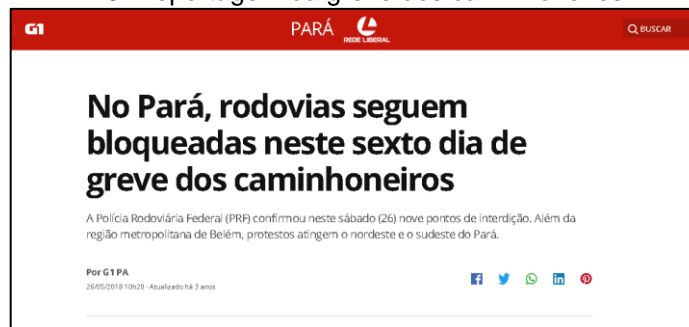 G1
PARÁ
REDE LIBERAL
BUSCAR
No Pará, rodovias seguem
bloqueadas neste sexto dia de
greve dos caminhoneiros
A Polícia Rodoviária Federal (PRF) confirmou neste sábado (26) nove pontos de interdição. Além da
região metropolitana de Belém, protestos atingem o nordeste e o sudeste do Pará.
Por G1 PA
26/05/2018 10h20 · Atualizado há 3 anos